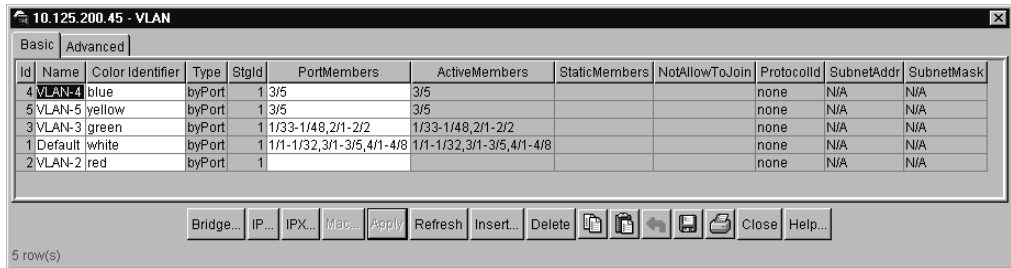 10.125.200.45 - VLAN
Basic Advanced
Id Name Color Identifier Type StgId PortMembers ActiveMembers StaticMembers NotAllowToJoin ProtocolId SubnetAddr SubnetMask
4 VLAN-4 blue byPort 1 3/5 3/5 none N/A N/A
5 VLAN-5 yellow byPort 1 3/5 3/5 none N/A N/A
3 VLAN-3 green byPort 1 1/33-1/48,2/1-2/2 1/33-1/48,2/1-2/2 none N/A N/A
1 Default white byPort 1 1/1-1/32,3/1-3/5,4/1-4/8 1/1-1/32,3/1-3/5,4/1-4/8 none N/A N/A
2 VLAN-2 red byPort 1 none N/A N/A
Bridge... IP... IPX... Mac... Apply Refresh Insert... Delete Close Help...
5 row(s)